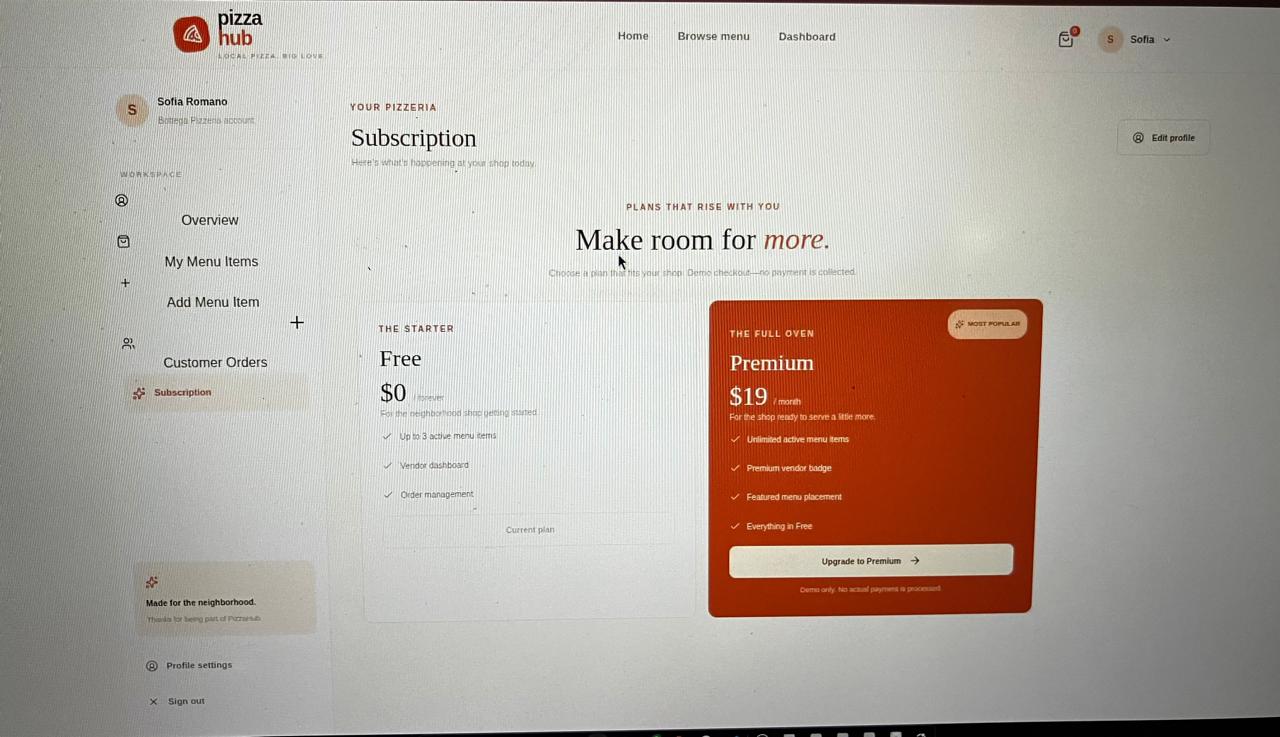 pizza
hub
LOCAL PIZZA. BIG LOVE.
Home
Browse menu
Dashboard
0
S
Sofia
S
Sofia Romano
Bottega Pizzeria account
WORKSPACE
Overview
My Menu Items
Add Menu Item
Customer Orders
Subscription
Made for the neighborhood.
Thanks for being part of PizzaHub.
Profile settings
Sign out
YOUR PIZZERIA
Subscription
Here's what's happening at your shop today.
Edit profile
PLANS THAT RISE WITH YOU
Make room for more.
Choose a plan that fits your shop. Demo checkout—no payment is collected.
THE STARTER
Free
$0 / forever
For the neighborhood shop getting started.
Up to 3 active menu items
Vendor dashboard
Order management
Current plan
MOST POPULAR
THE FULL OVEN
Premium
$19 / month
For the shop ready to serve a little more.
Unlimited active menu items
Premium vendor badge
Featured menu placement
Everything in Free
Upgrade to Premium
Demo only. No actual payment is processed.